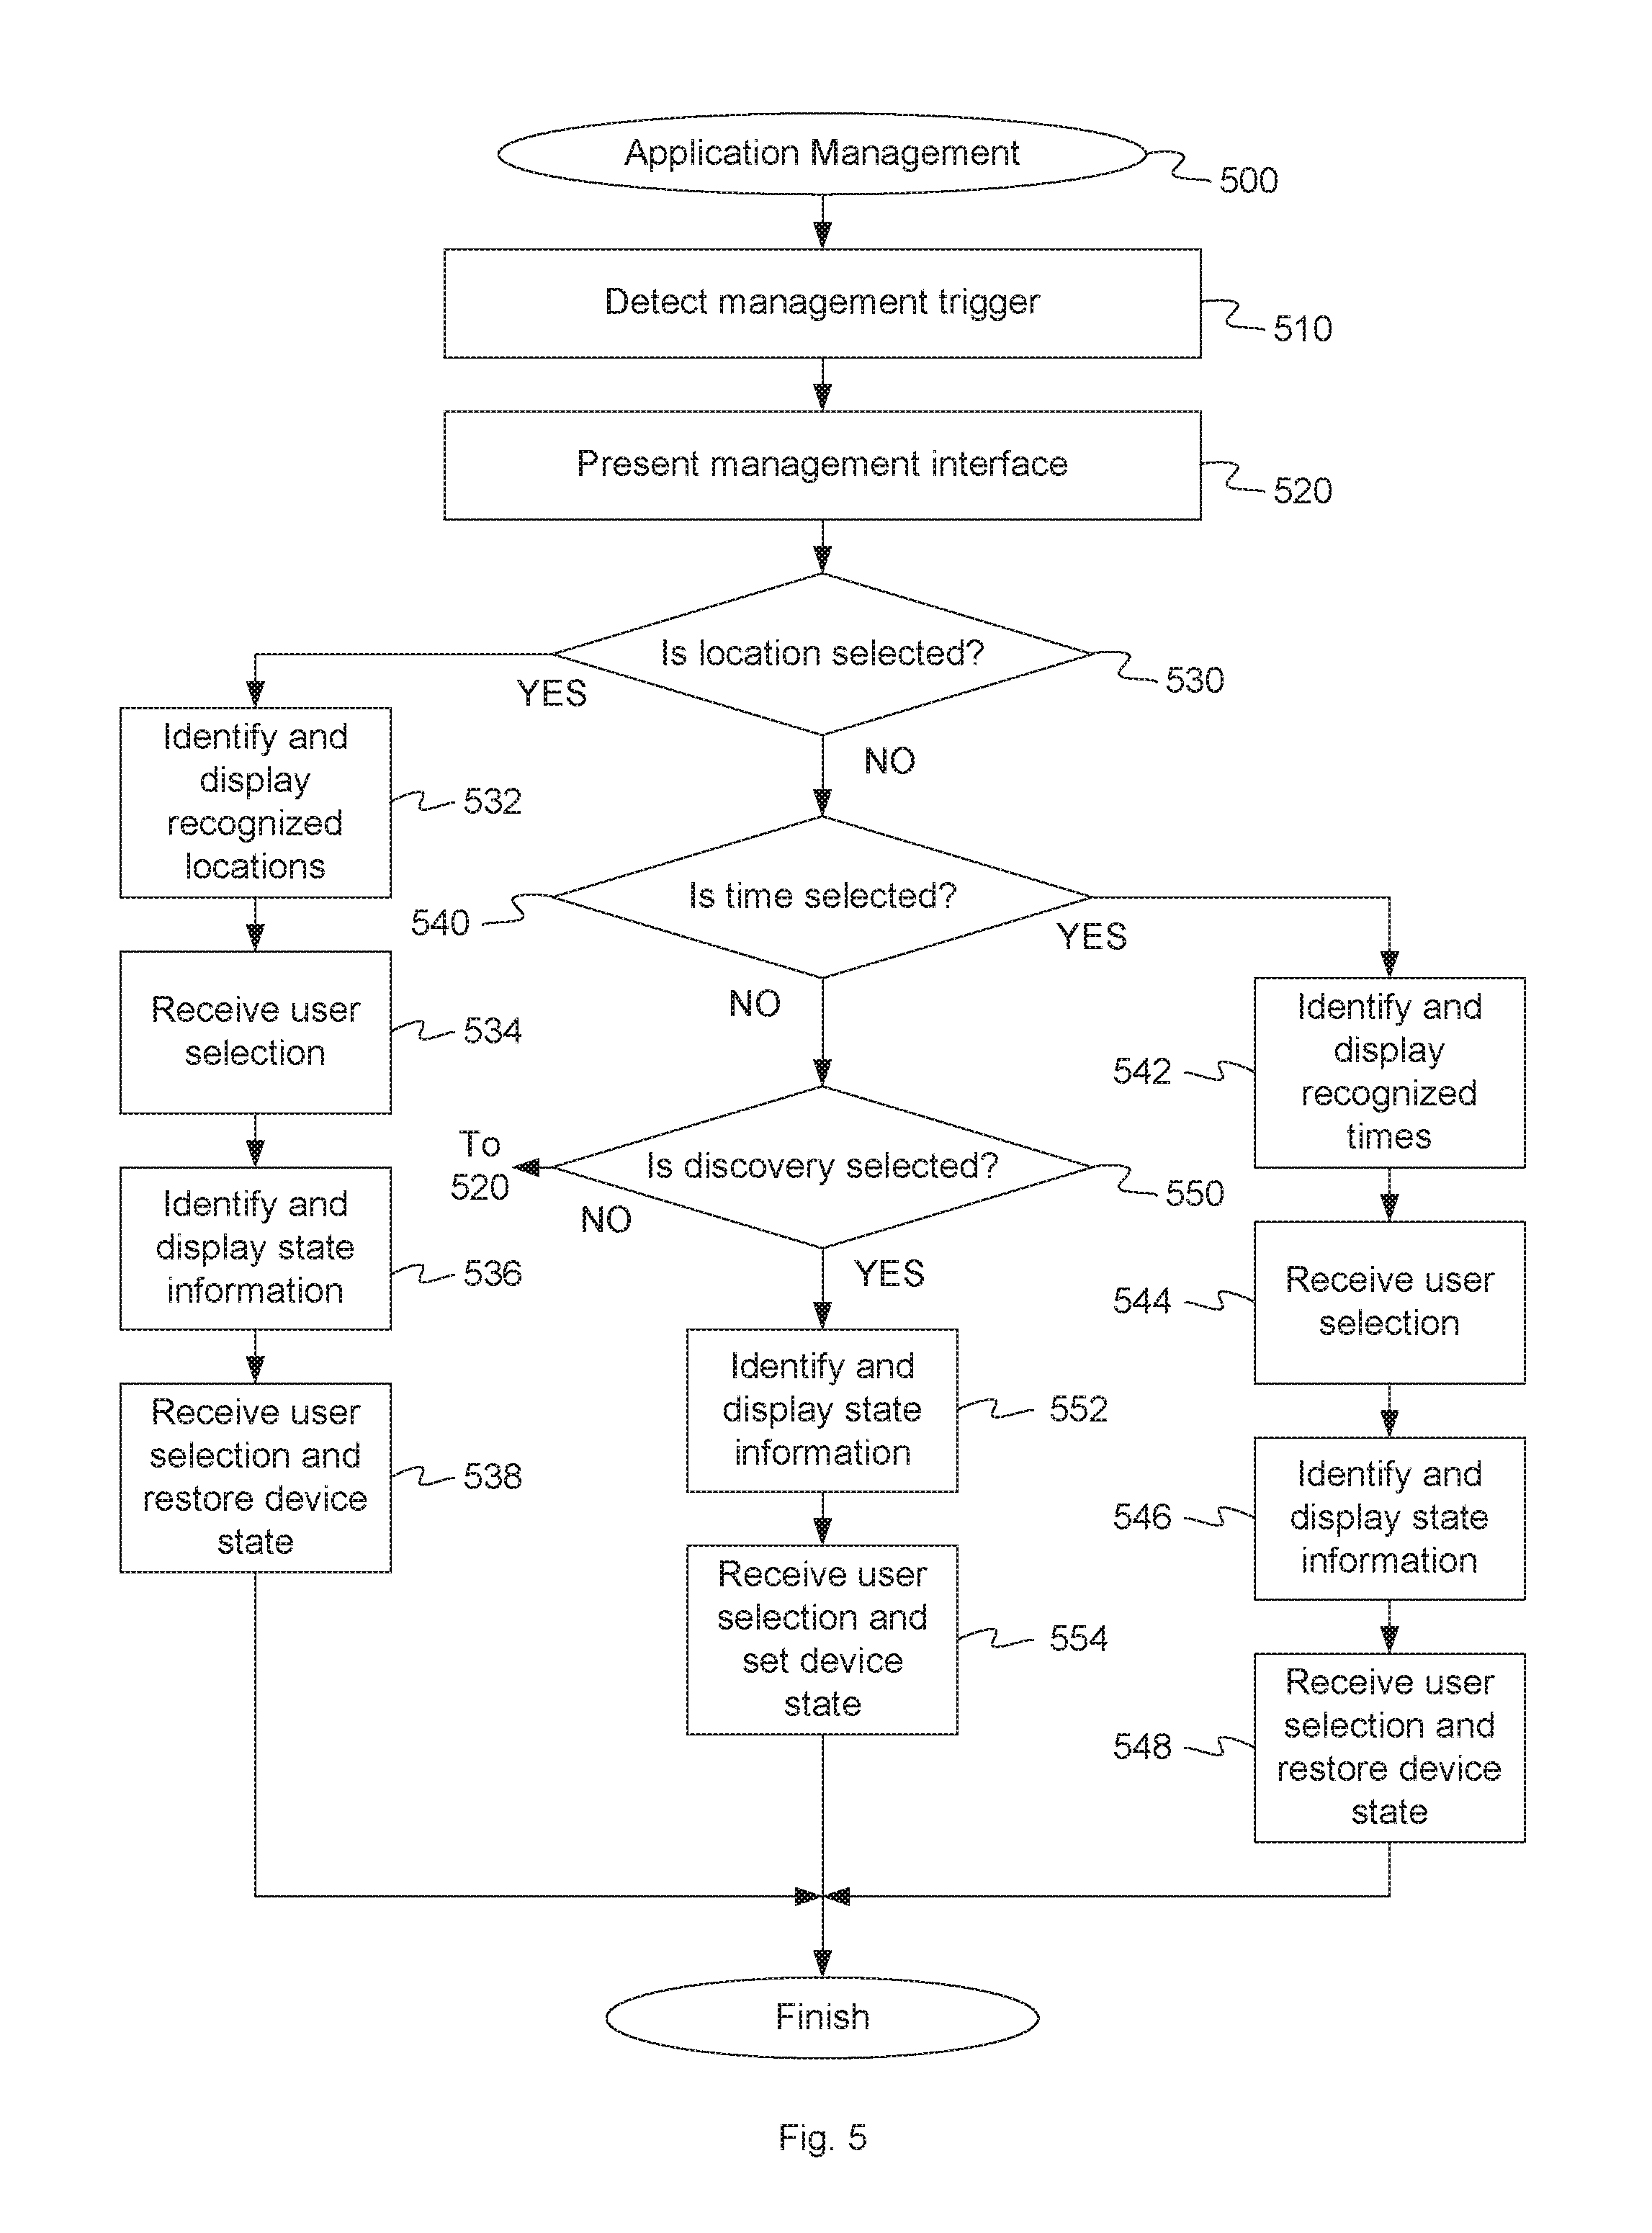 Application Management
500
Detect management trigger
510
Present management interface
520
Is location selected?
530
YES
NO
Identify and
display
recognized
locations
532
Is time selected?
540
YES
NO
Receive user
selection
534
Identify and
display
recognized
times
542
Is discovery selected?
550
To
520
NO
YES
Identify and
display state
information
536
Receive user
selection
544
Identify and
display state
information
552
Receive user
selection and
restore device
state
538
Identify and
display state
information
546
Receive user
selection and
set device
state
554
Receive user
selection and
restore device
state
548
Finish
Fig. 5